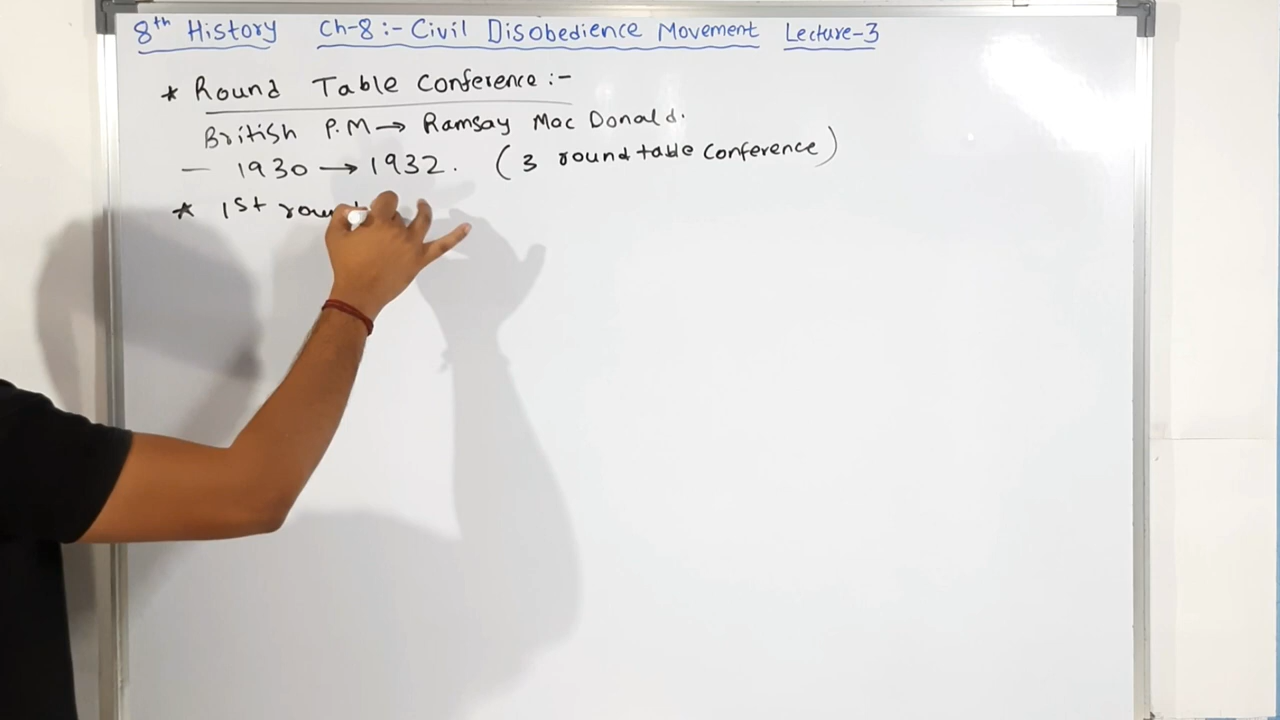 8th History Ch-8:- Civil Disobedience Movement Lecture-3
* Round Table Conference:-
British P.M → Ramsay Mac Donald.
— 1930 → 1932. (3 round table Conference)
* 1st